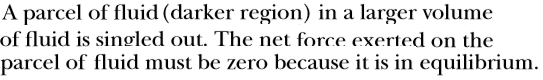 A parcel of fluid (darker region) in a larger volume
of fluid is singled out. The net force exerted on the
parcel of fluid must be zero because it is in equilibrium.